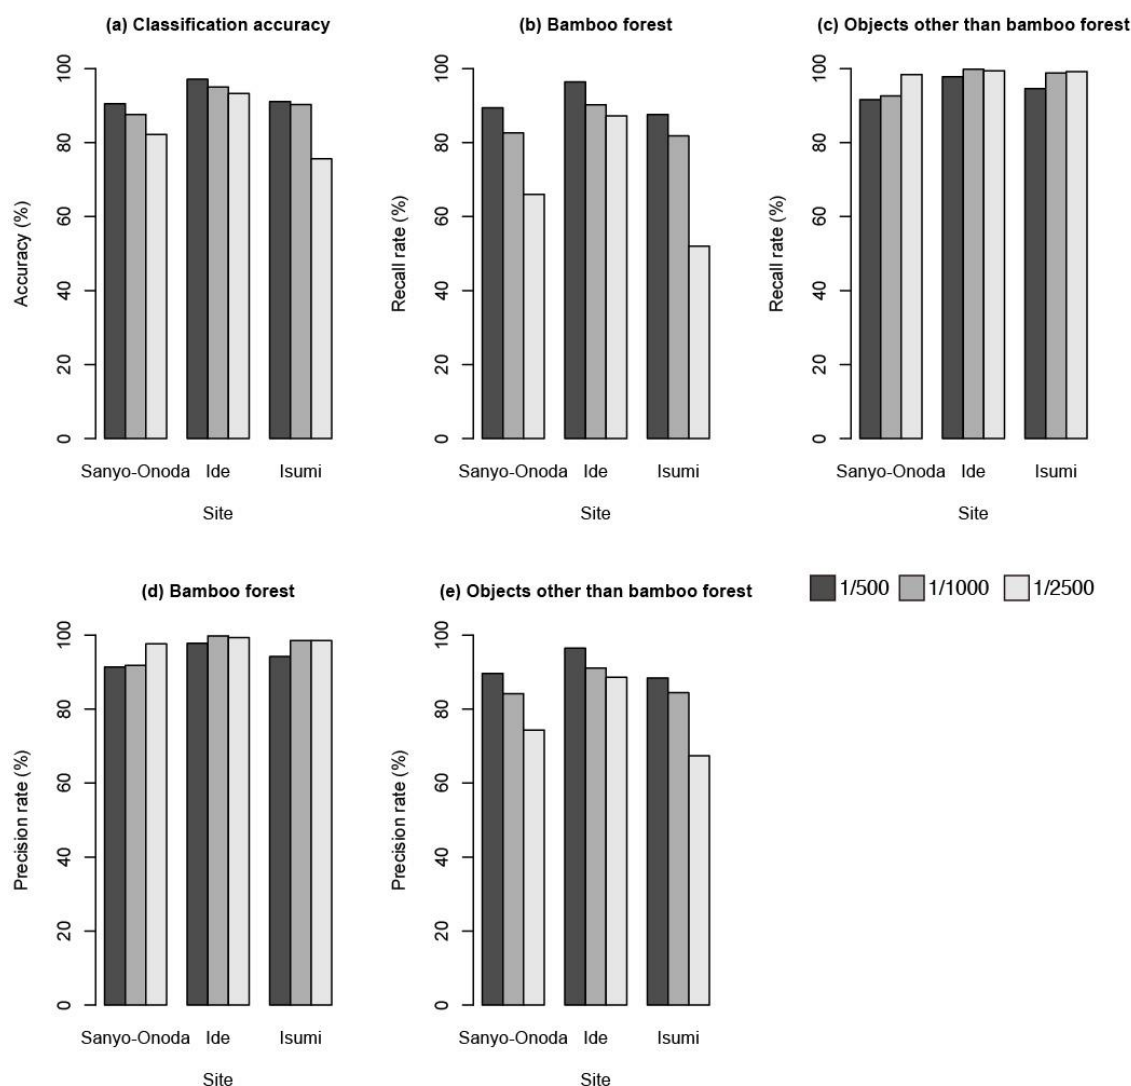 (a) Classification accuracy
Accuracy (%)
0 20 40 60 80 100
Sanyo-Onoda Ide Isumi
Site
(b) Bamboo forest
Recall rate (%)
0 20 40 60 80 100
Sanyo-Onoda Ide Isumi
Site
(c) Objects other than bamboo forest
Recall rate (%)
0 20 40 60 80 100
Sanyo-Onoda Ide Isumi
Site
(d) Bamboo forest
Precision rate (%)
0 20 40 60 80 100
Sanyo-Onoda Ide Isumi
Site
(e) Objects other than bamboo forest
Precision rate (%)
0 20 40 60 80 100
Sanyo-Onoda Ide Isumi
Site
1/500 1/1000 1/2500